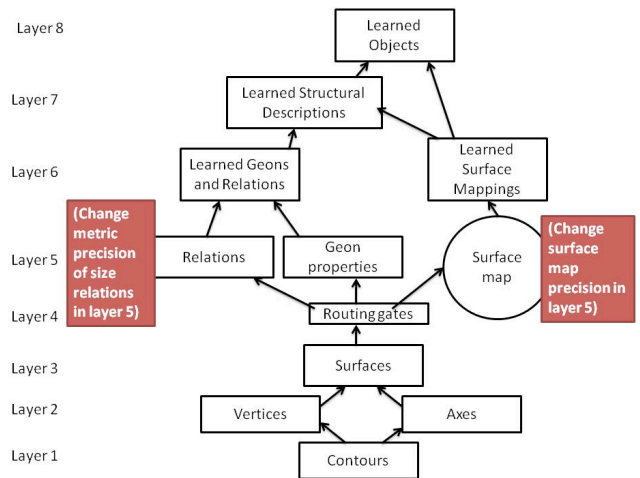 Layer 8
Learned
Objects
Layer 7
Learned Structural
Descriptions
Layer 6
Learned Geons
and Relations
Learned
Surface
Mappings
(Change
metric
precision
of size
relations
in layer 5)
Layer 5
Relations
Geon
properties
Surface
map
(Change
surface
map
precision in
layer 5)
Layer 4
Routing gates
Layer 3
Surfaces
Layer 2
Vertices
Axes
Layer 1
Contours